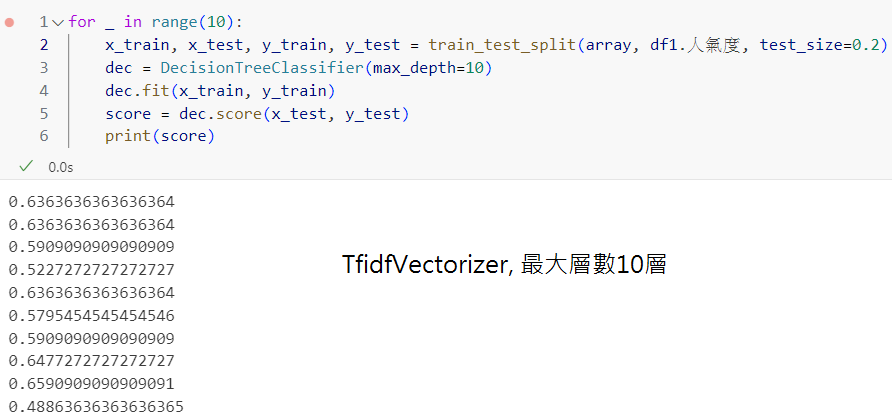 1 for _ in range(10):
2 x_train, x_test, y_train, y_test = train_test_split(array, df1.人氣度, test_size=0.2)
3 dec = DecisionTreeClassifier(max_depth=10)
4 dec.fit(x_train, y_train)
5 score = dec.score(x_test, y_test)
6 print(score)
0.0s
0.6363636363636364
0.6363636363636364
0.5909090909090909
0.5227272727272727
0.6363636363636364
0.5795454545454546
0.5909090909090909
0.6477272727272727
0.6590909090909091
0.48863636363636365
TfidfVectorizer, 最大層數10層